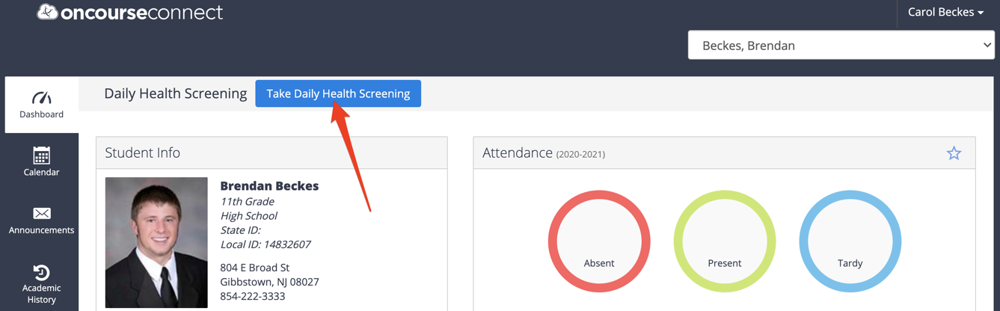 oncourseconnect
Carol Beckes
Beckes, Brendan
Daily Health Screening
Take Daily Health Screening
Dashboard
Calendar
Announcements
Academic
History
Student Info
Brendan Beckes
11th Grade
High School
State ID:
Local ID: 14832607
804 E Broad St
Gibbstown, NJ 08027
854-222-3333
Attendance (2020-2021)
Absent
Present
Tardy